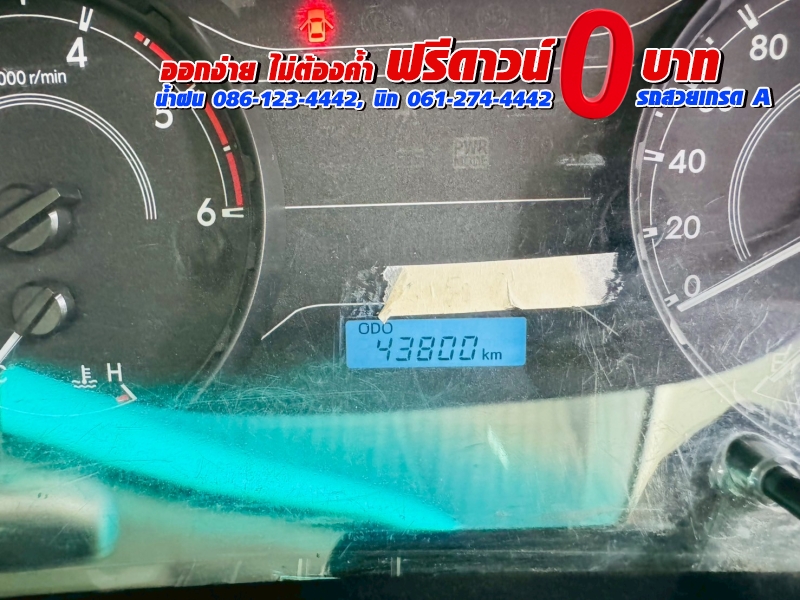 4
000 r/min
5
6
ออกง่าย ไม่ต้องค้ำ ฟรีดาวน์ 0 บาท
น้ำฝน 086-123-4442, นิก 061-274-4442 รถสวยเกรด A
PWR
MODE
80
40
20
0
ODO
43800 km
H